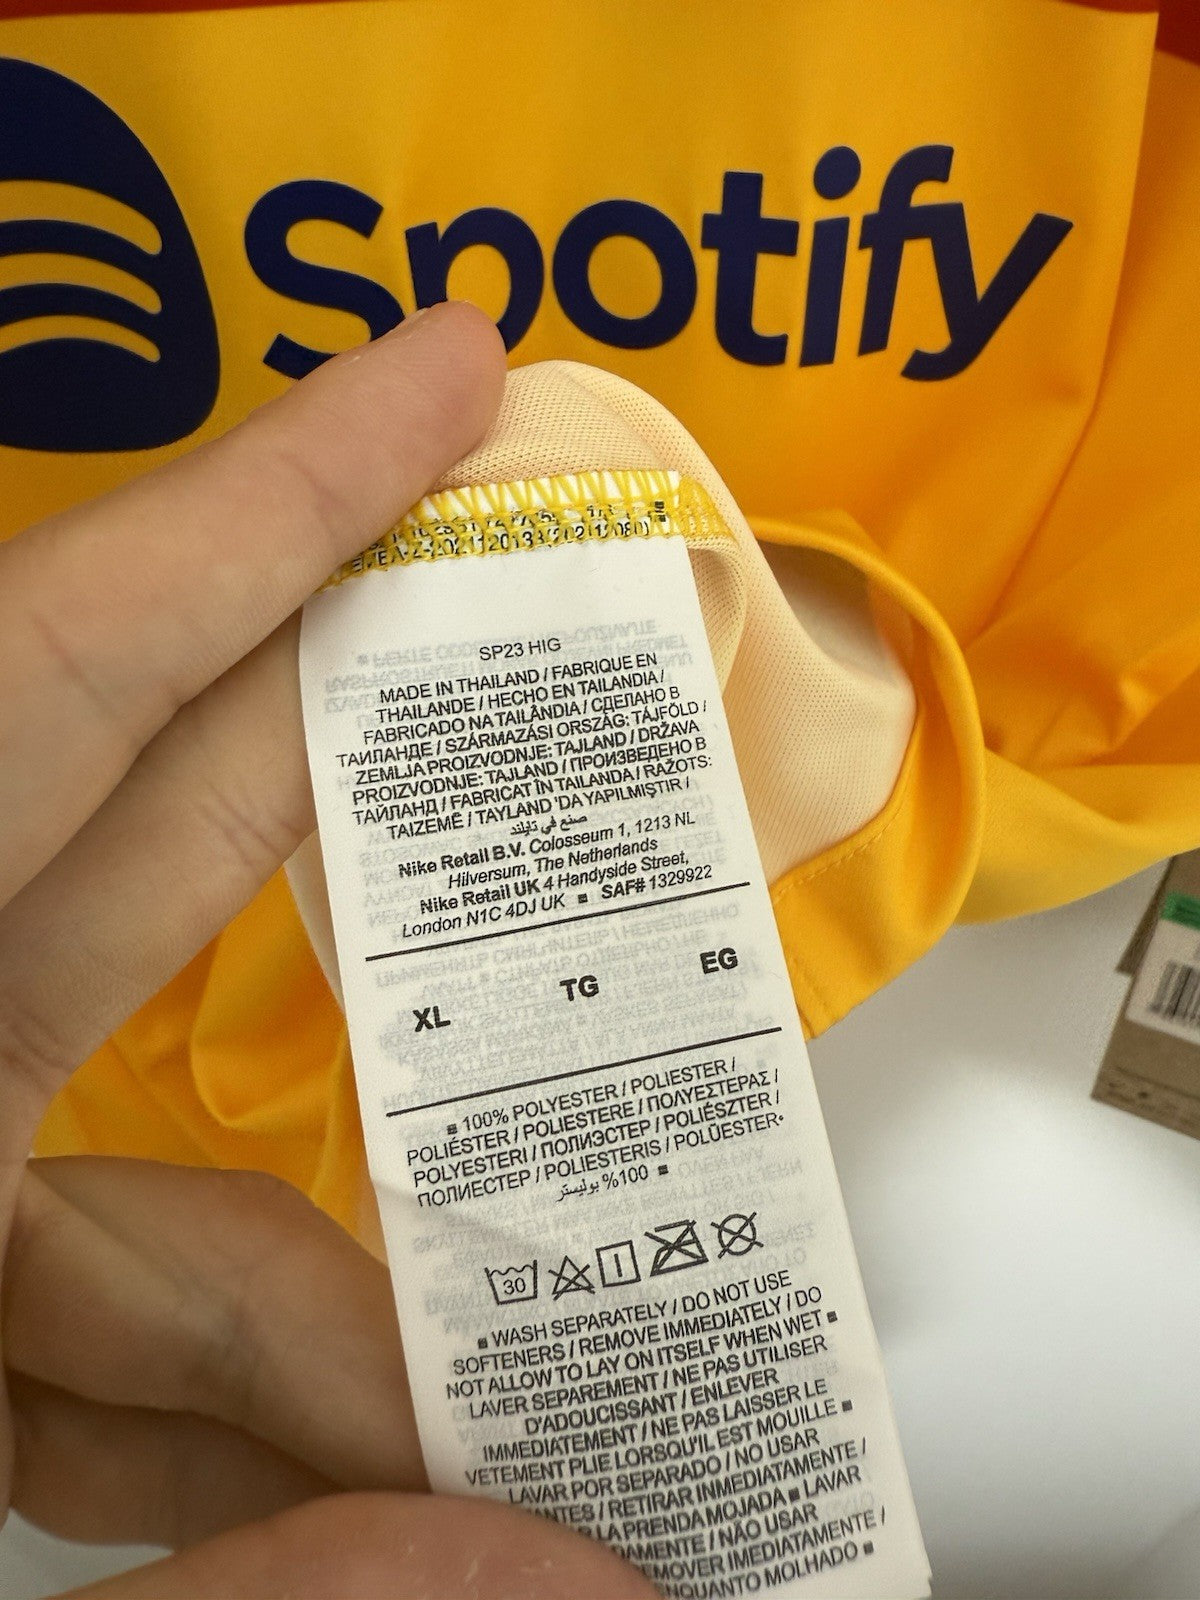 Spotify
SP23 HIG
MADE IN THAILAND / FABRIQUE EN
THAILANDE / HECHO EN TAILANDIA /
FABRICADO NA TAILÂNDIA / СДЕЛАНО В
ТАИЛАНДЕ / SZÁRMAZÁSI ORSZÁG: TÁJFÖLD /
ZEMLJA PROIZVODNJE: TAJLAND / DRŽAVA
PROIZVODNJE: TAJLAND / ПРОИЗВЕДЕНО В
ТАЙЛАНД / FABRICAT ÎN TAILANDA / RAŽOTS:
TAIZEMĒ / TAYLAND 'DA YAPILMIŞTIR /
صنع في تايلند
Nike Retail B.V. Colosseum 1, 1213 NL
Hilversum, The Netherlands
Nike Retail UK 4 Handyside Street,
London N1C 4DJ UK ■ SAF# 1329922
XL TG EG
■ 100% POLYESTER / POLIESTER /
POLIÉSTER / POLIESTERE / ΠΟΛΥΕΣΤΕΡΑΣ /
POLYESTERI / ПОЛИЭСТЕР / POLIÉSZTER /
ПОЛИЕСТЕР / POLIESTERIS / POLÜESTER•
100% بوليستر ■
30
■ WASH SEPARATELY / DO NOT USE
SOFTENERS / REMOVE IMMEDIATELY / DO
NOT ALLOW TO LAY ON ITSELF WHEN WET ■
LAVER SEPAREMENT / NE PAS UTILISER
D'ADOUCISSANT / ENLEVER
IMMEDIATEMENT / NE PAS LAISSER LE
VETEMENT PLIE LORSQU'IL EST MOUILLE ■
LAVAR POR SEPARADO / NO USAR
/ RETIRAR INMEDIATAMENTE /
LA PRENDA MOJADA ■ LAVAR
/ NÃO USAR
IMEDIATAMENTE /
MOLHADO ■